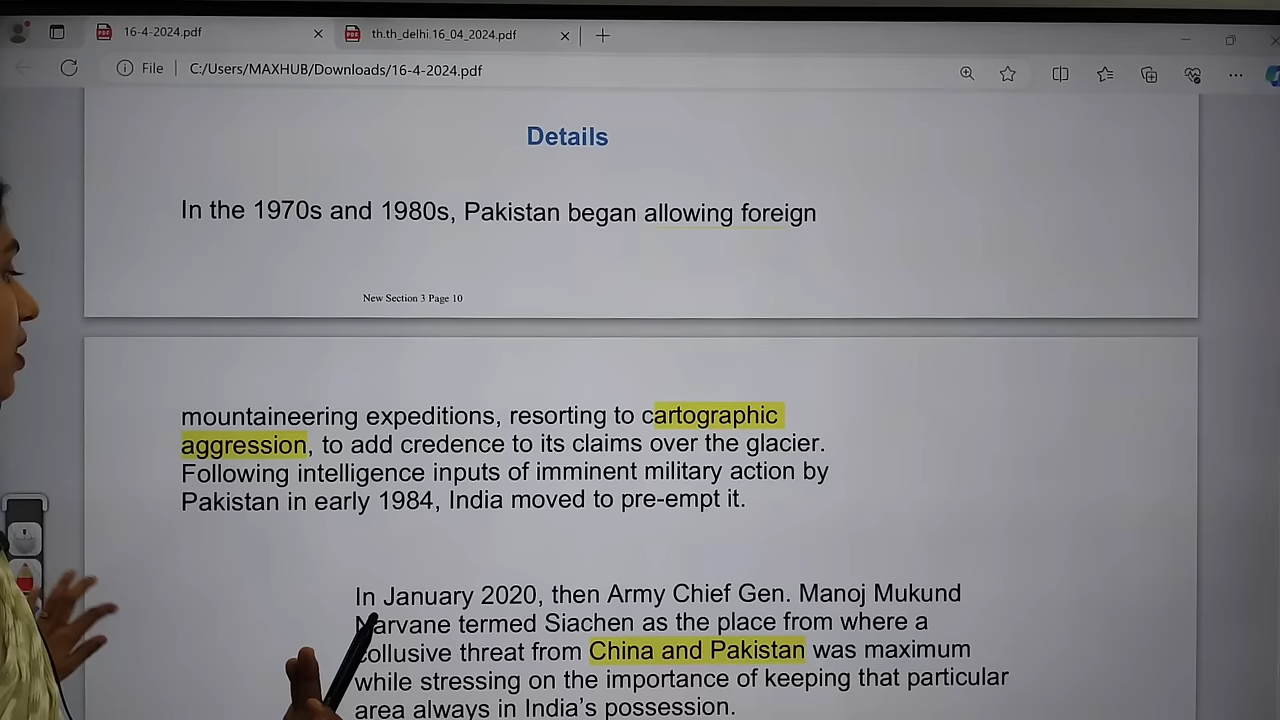 16-4-2024.pdf
th.th_delhi.16_04_2024.pdf
File
C:/Users/MAXHUB/Downloads/16-4-2024.pdf
Details
In the 1970s and 1980s, Pakistan began allowing foreign
New Section 3 Page 10
mountaineering expeditions, resorting to cartographic
aggression, to add credence to its claims over the glacier.
Following intelligence inputs of imminent military action by
Pakistan in early 1984, India moved to pre-empt it.
In January 2020, then Army Chief Gen. Manoj Mukund
Narvane termed Siachen as the place from where a
collusive threat from China and Pakistan was maximum
while stressing on the importance of keeping that particular
area always in India's possession.